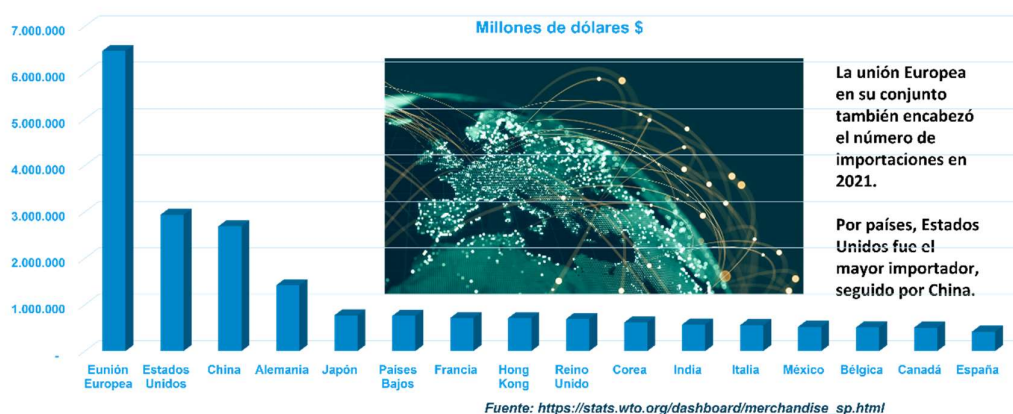 Millones de dólares $
7.000.000
6.000.000
5.000.000
4.000.000
3.000.000
2.000.000
1.000.000
-
La unión Europea
en su conjunto
también encabezó
el número de
importaciones en
2021.
Por países, Estados
Unidos fue el
mayor importador,
seguido por China.
Eunión
Europea
Estados
Unidos
China
Alemania
Japón
Países
Bajos
Francia
Hong
Kong
Reino
Unido
Corea
India
Italia
México
Bélgica
Canadá
España
Fuente: https://stats.wto.org/dashboard/merchandise_sp.html